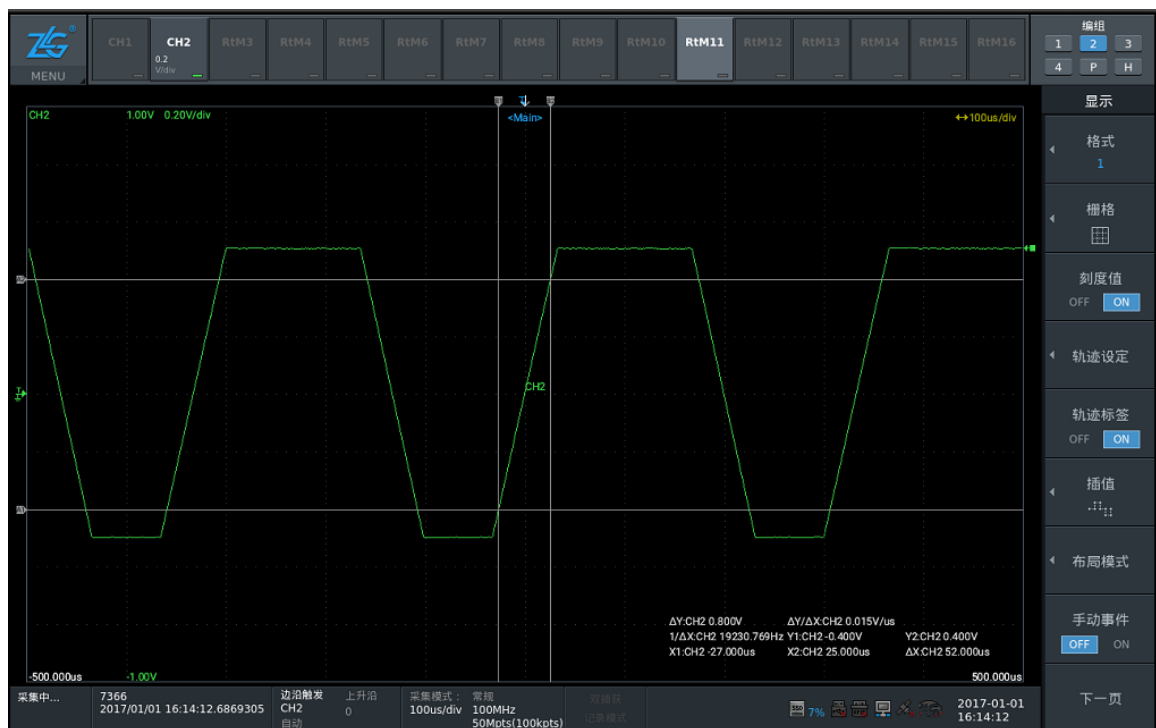 ZLG®
MENU
CH1
CH2
0.2
V/div
RtM3
RtM4
RtM5
RtM6
RtM7
RtM8
RtM9
RtM10
RtM11
RtM12
RtM13
RtM14
RtM15
RtM16
编组
1 2 3
4 P H
CH2 1.00V 0.20V/div
<Main>
100us/div
CH2
ΔY:CH2 0.800V ΔY/ΔX:CH2 0.015V/us
1/ΔX:CH2 19230.769Hz Y1:CH2-0.400V Y2:CH2 0.400V
X1:CH2 -27.000us X2:CH2 25.000us ΔX:CH2 52.000us
-500.000us -1.00V 500.000us
显示
格式
1
栅格
刻度值
OFF ON
轨迹设定
轨迹标签
OFF ON
插值
布局模式
手动事件
OFF ON
下一页
采集中...
7366
2017/01/01 16:14:12.6869305
边沿触发 上升沿
CH2 0
自动
采集模式： 常规
100us/div 100MHz
50Mpts(100kpts)
双捕获
记录模式
7%
2017-01-01
16:14:12